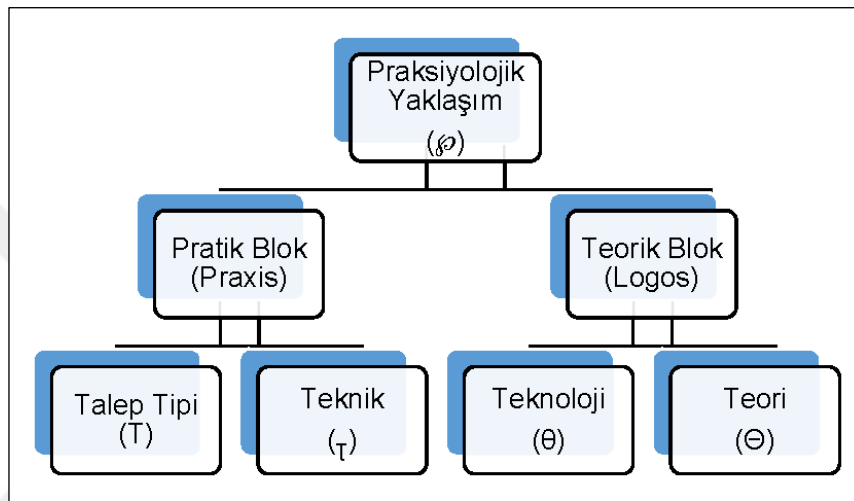 Praksiyolojik
Yaklaşım
(℘)
Pratik Blok
(Praxis)
Teorik Blok
(Logos)
Talep Tipi
(T)
Teknik
(τ)
Teknoloji
(θ)
Teori
(Θ)